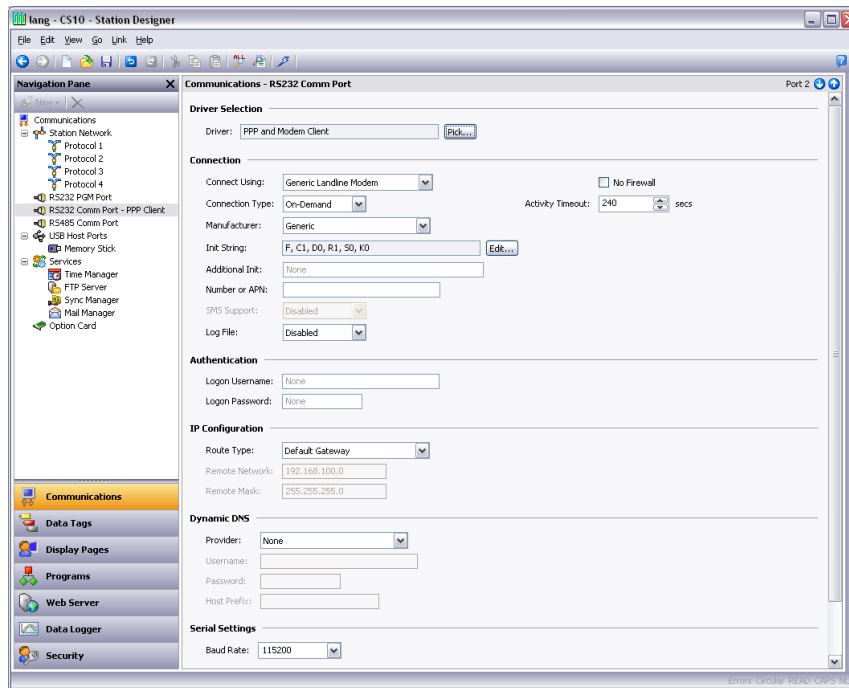 lang - CS10 - Station Designer
File Edit View Go Link Help
ALL
Navigation Pane
New
Communications
Station Network
Protocol 1
Protocol 2
Protocol 3
Protocol 4
RS232 PGM Port
RS232 Comm Port - PPP Client
RS485 Comm Port
USB Host Ports
Memory Stick
Services
Time Manager
FTP Server
Sync Manager
Mail Manager
Option Card
Communications
Data Tags
Display Pages
Programs
Web Server
Data Logger
Security
Communications - RS232 Comm Port
Port 2
Driver Selection
Driver: PPP and Modem Client Pick...
Connection
Connect Using: Generic Landline Modem No Firewall
Connection Type: On-Demand Activity Timeout: 240 secs
Manufacturer: Generic
Init String: F, C1, D0, R1, S0, K0 Edit...
Additional Init: None
Number or APN:
SMS Support: Disabled
Log File: Disabled
Authentication
Logon Username: None
Logon Password: None
IP Configuration
Route Type: Default Gateway
Remote Network: 192.168.100.0
Remote Mask: 255.255.255.0
Dynamic DNS
Provider: None
Username:
Password:
Host Prefix:
Serial Settings
Baud Rate: 115200
Errors Circular READ CAPS